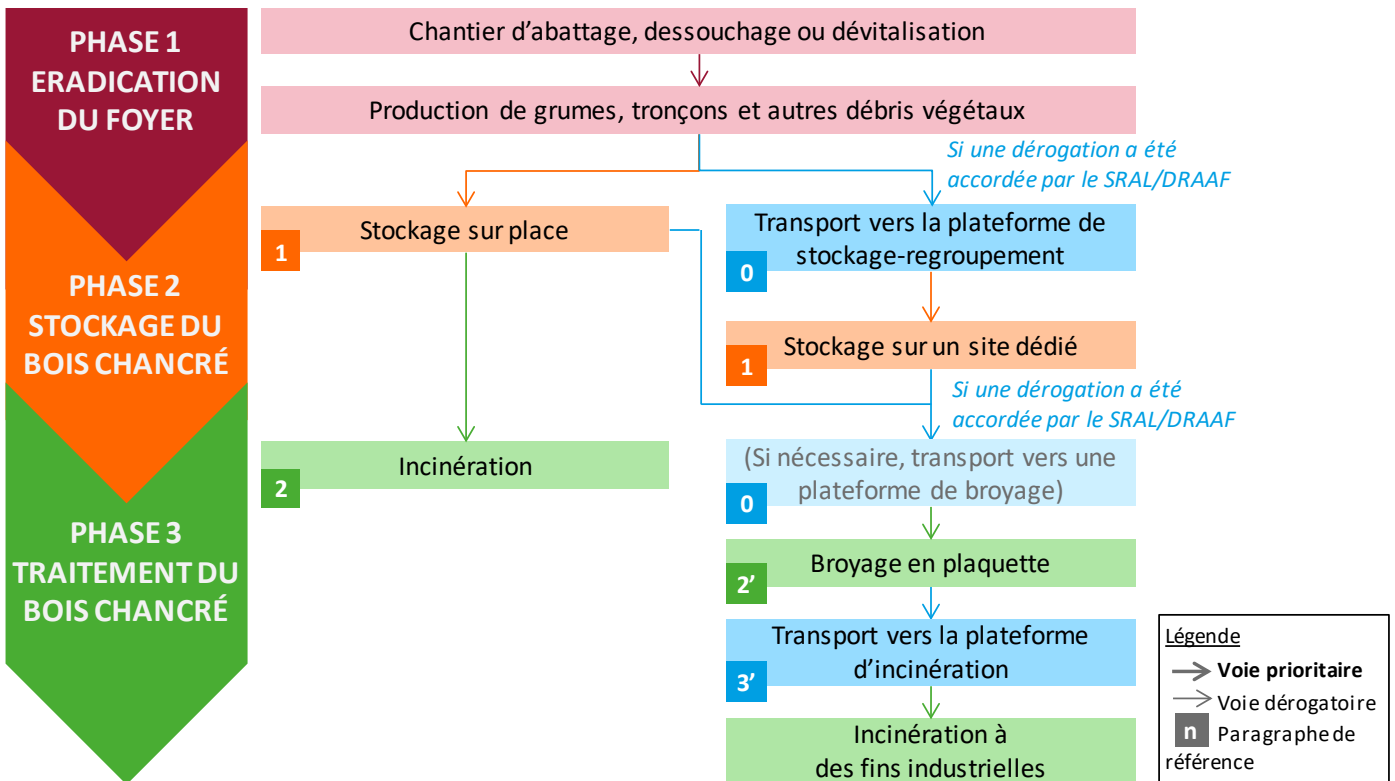 PHASE 1
ERADICATION
DU FOYER
Chantier d’abattage, dessouchage ou dévitalisation
Production de grumes, tronçons et autres débris végétaux
Si une dérogation a été
accordée par le SRAL/DRAAF
PHASE 2
STOCKAGE DU
BOIS CHANCRÉ
Stockage sur place
1
Transport vers la plateforme de
stockage-regroupement
0
Stockage sur un site dédié
1
Si une dérogation a été
accordée par le SRAL/DRAAF
PHASE 3
TRAITEMENT DU
BOIS CHANCRÉ
Incinération
2
(Si nécessaire, transport vers une
plateforme de broyage)
0
Broyage en plaquette
2’
Transport vers la plateforme
d’incinération
3’
Incinération à
des fins industrielles
Légende
Voie prioritaire
Voie dérogatoire
n Paragraphe de
référence